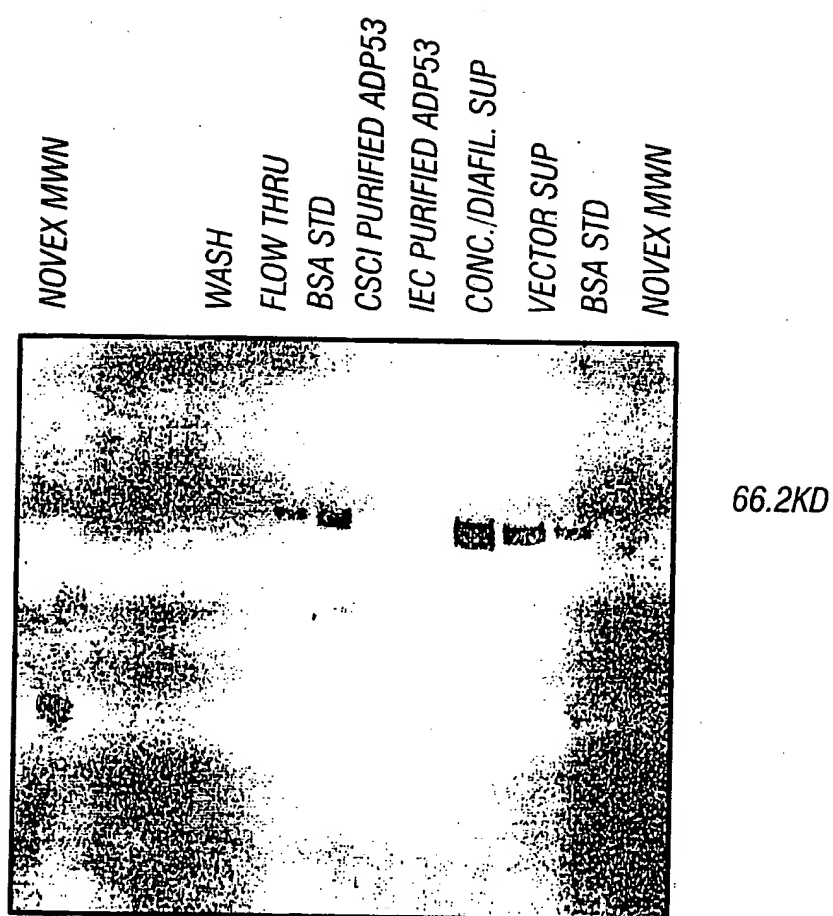 NOVEX MWN
WASH
FLOW THRU
BSA STD
CSCI PURIFIED ADP53
IEC PURIFIED ADP53
CONC./DIAFIL. SUP
VECTOR SUP
BSA STD
NOVEX MWN
66.2KD